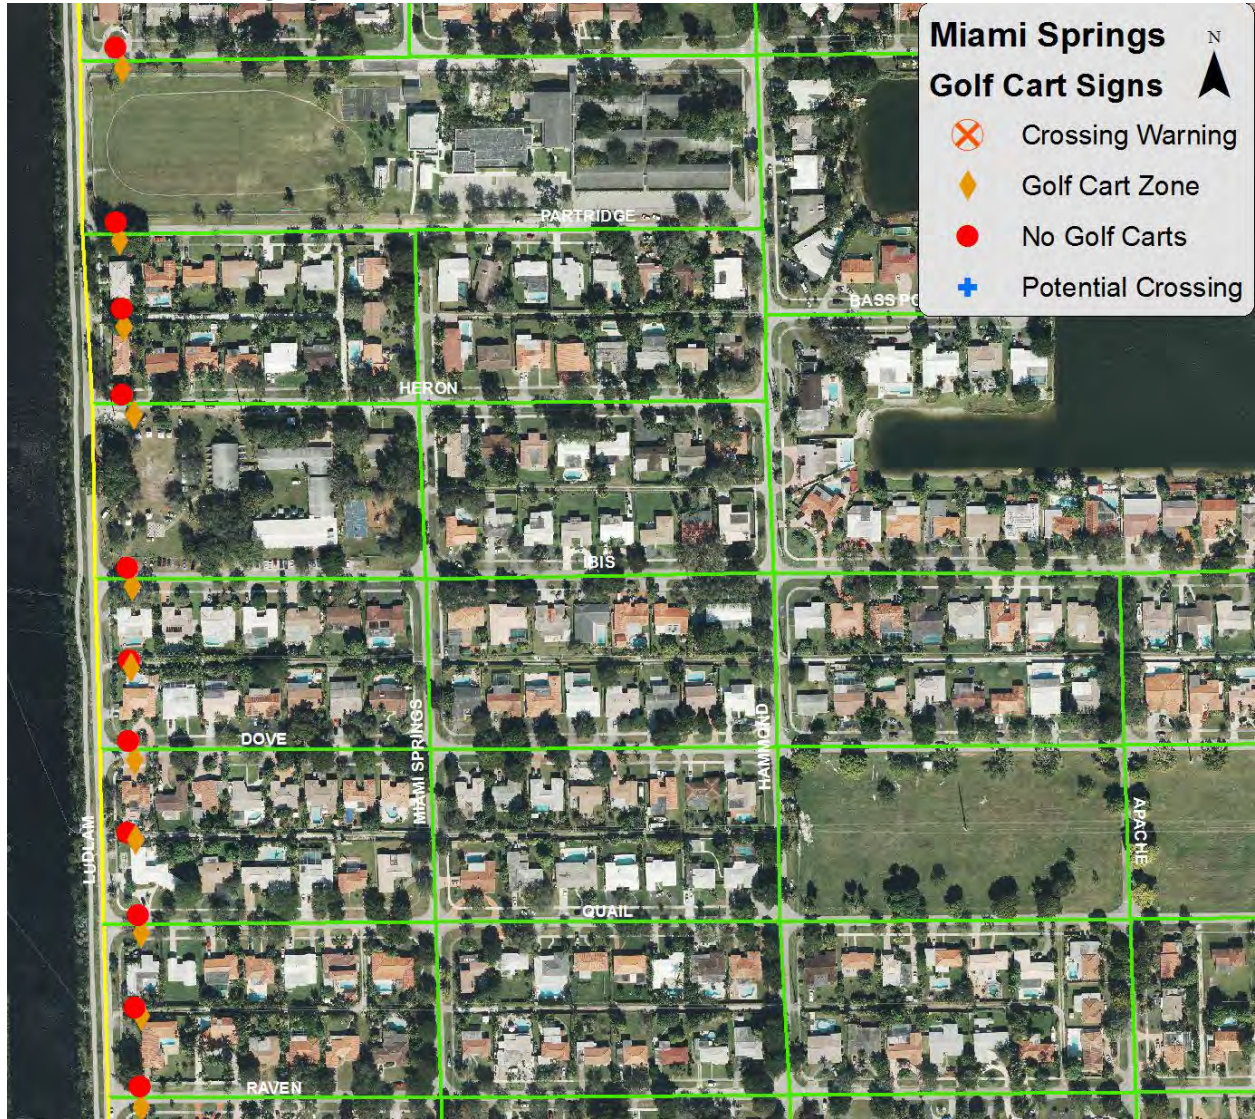 Miami Springs
N
Golf Cart Signs
Crossing Warning
Golf Cart Zone
No Golf Carts
Potential Crossing
PARTRIDGE
BASS PO
HERON
IBIS
DOVE
MIAMI SPRINGS
HAMMOND
LUDLAM
APACHE
QUAIL
RAVEN